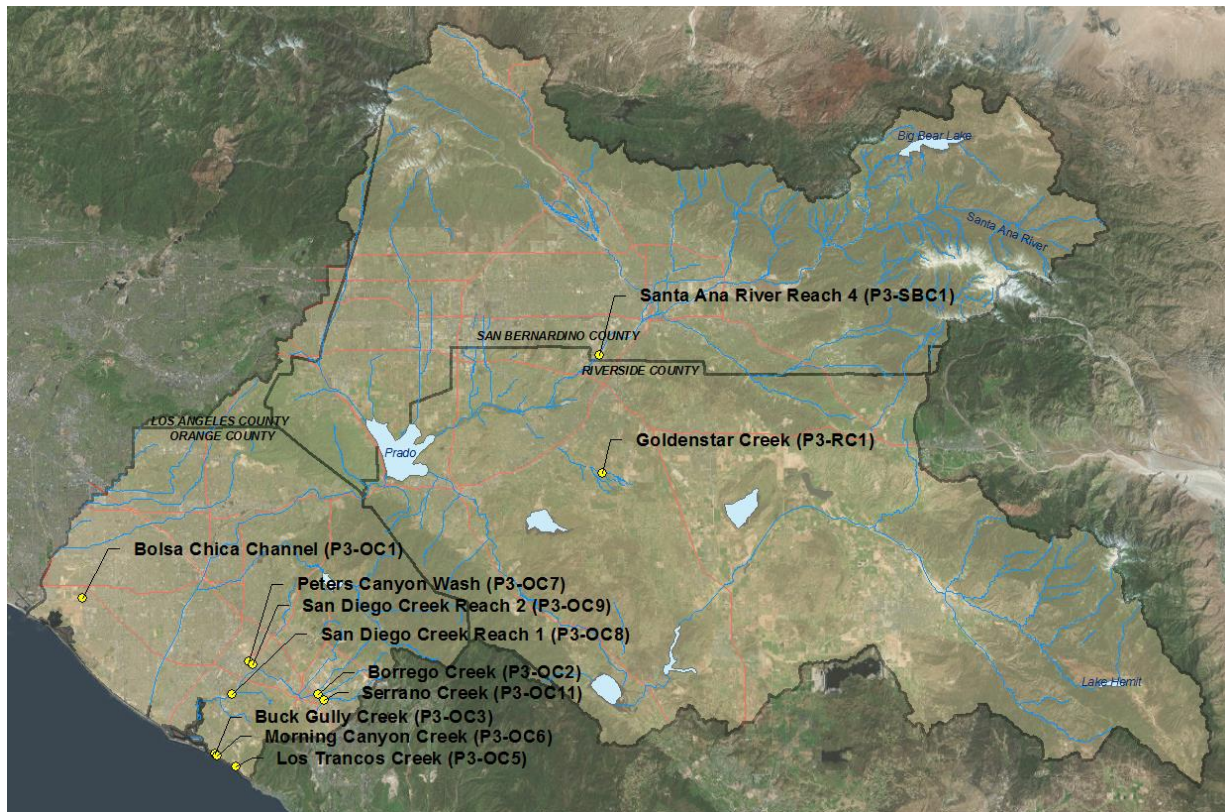 Big Bear Lake
Santa Ana River
Santa Ana River Reach 4 (P3-SBC1)
SAN BERNARDINO COUNTY
RIVERSIDE COUNTY
LOS ANGELES COUNTY
ORANGE COUNTY
Prado
Goldenstar Creek (P3-RC1)
Bolsa Chica Channel (P3-OC1)
Peters Canyon Wash (P3-OC7)
San Diego Creek Reach 2 (P3-OC9)
San Diego Creek Reach 1 (P3-OC8)
Borrego Creek (P3-OC2)
Lake Hemit
Serrano Creek (P3-OC11)
Buck Gully Creek (P3-OC3)
Morning Canyon Creek (P3-OC6)
Los Trancos Creek (P3-OC5)